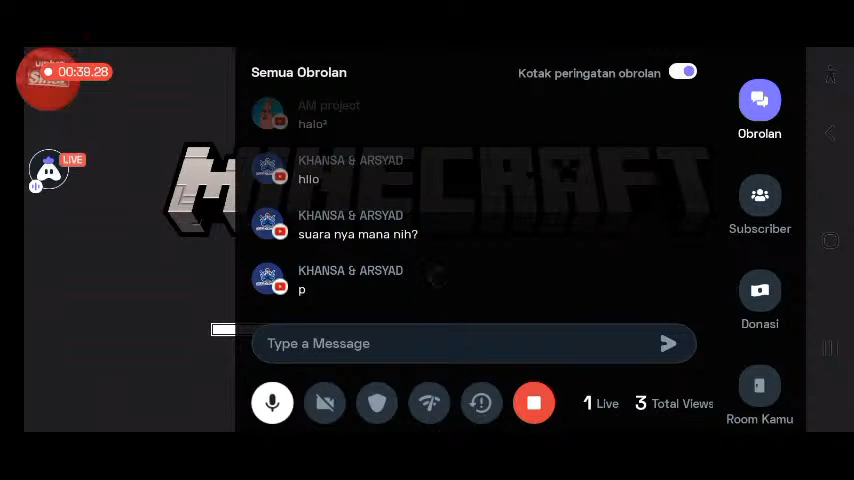 00:39.28
LIVE
Semua Obrolan
Kotak peringatan obrolan
AM project
halo²
KHANSA & ARSYAD
hllo
KHANSA & ARSYAD
suara nya mana nih?
KHANSA & ARSYAD
p
MINECRAFT
Type a Message
1 Live 3 Total Views
Obrolan
Subscriber
Donasi
Room Kamu